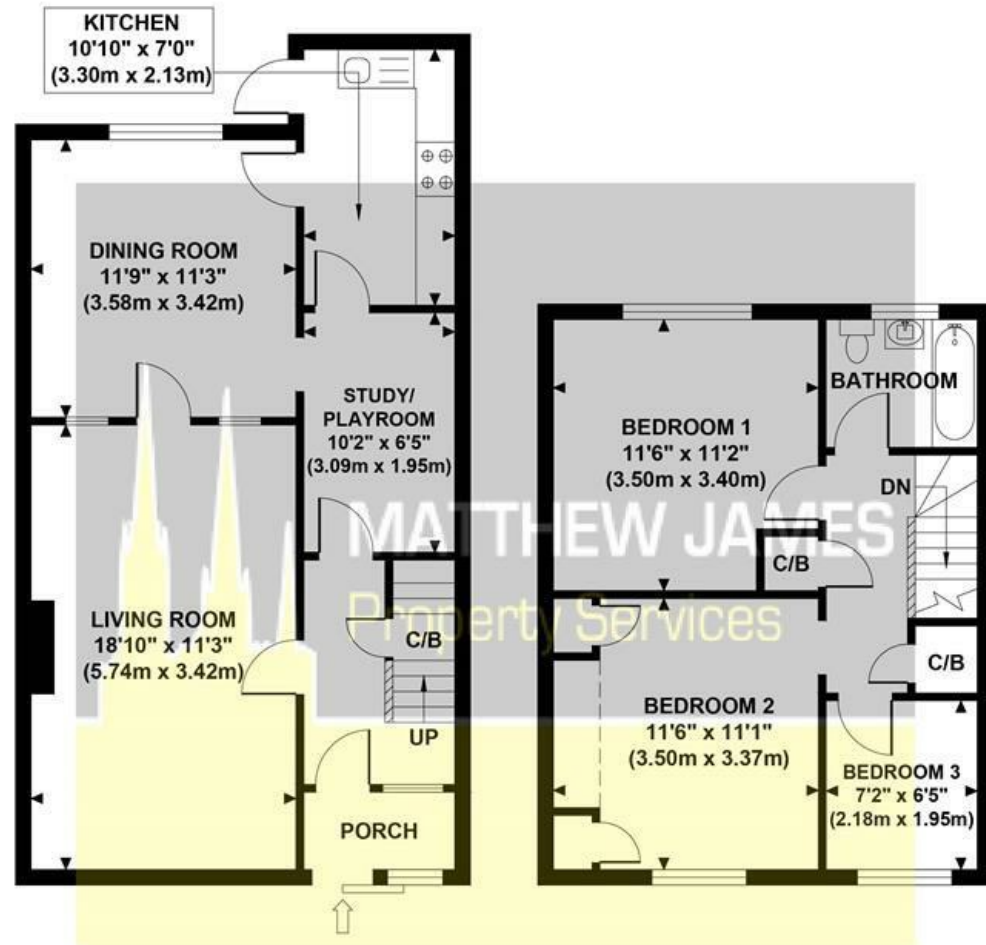 KITCHEN
10'10" x 7'0"
(3.30m x 2.13m)
DINING ROOM
11'9" x 11'3"
(3.58m x 3.42m)
STUDY/
PLAYROOM
10'2" x 6'5"
(3.09m x 1.95m)
LIVING ROOM
18'10" x 11'3"
(5.74m x 3.42m)
C/B
UP
PORCH
BEDROOM 1
11'6" x 11'2"
(3.50m x 3.40m)
BATHROOM
DN
C/B
C/B
BEDROOM 2
11'6" x 11'1"
(3.50m x 3.37m)
BEDROOM 3
7'2" x 6'5"
(2.18m x 1.95m)
MATTHEW JAMES
Property Services